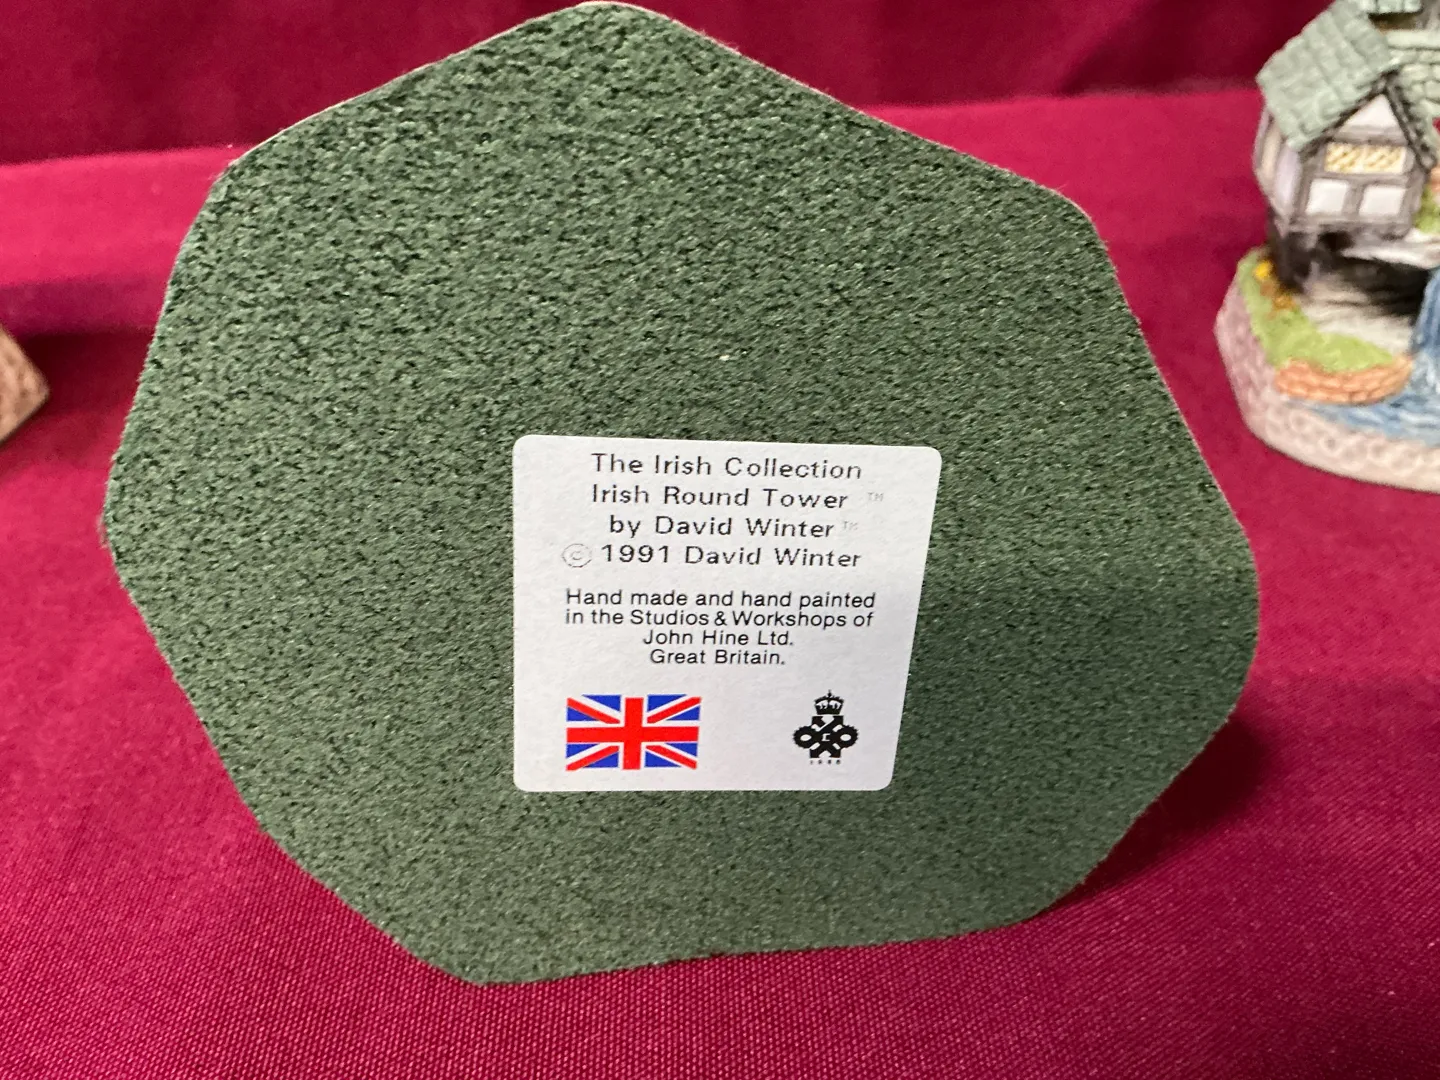 The Irish Collection
Irish Round Tower ™
by David Winter ™
© 1991 David Winter
Hand made and hand painted
in the Studios & Workshops of
John Hine Ltd.
Great Britain.